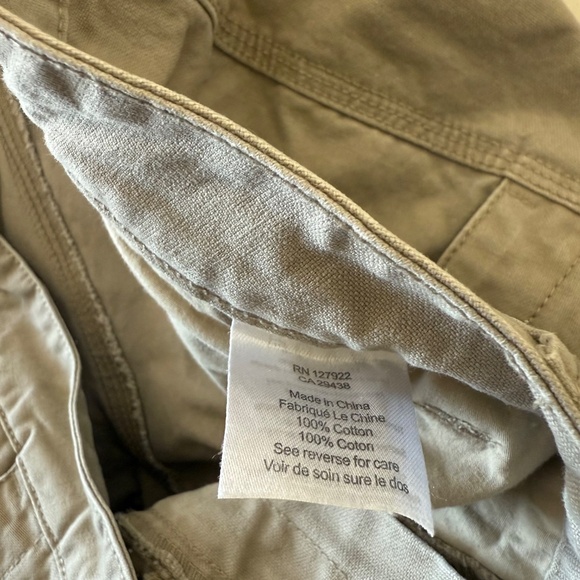 RN 127922
CA 29438
Made in China
Fabriqué Le Chine
100% Cotton
100% Coton
See reverse for care
Voir de soin sure le dos